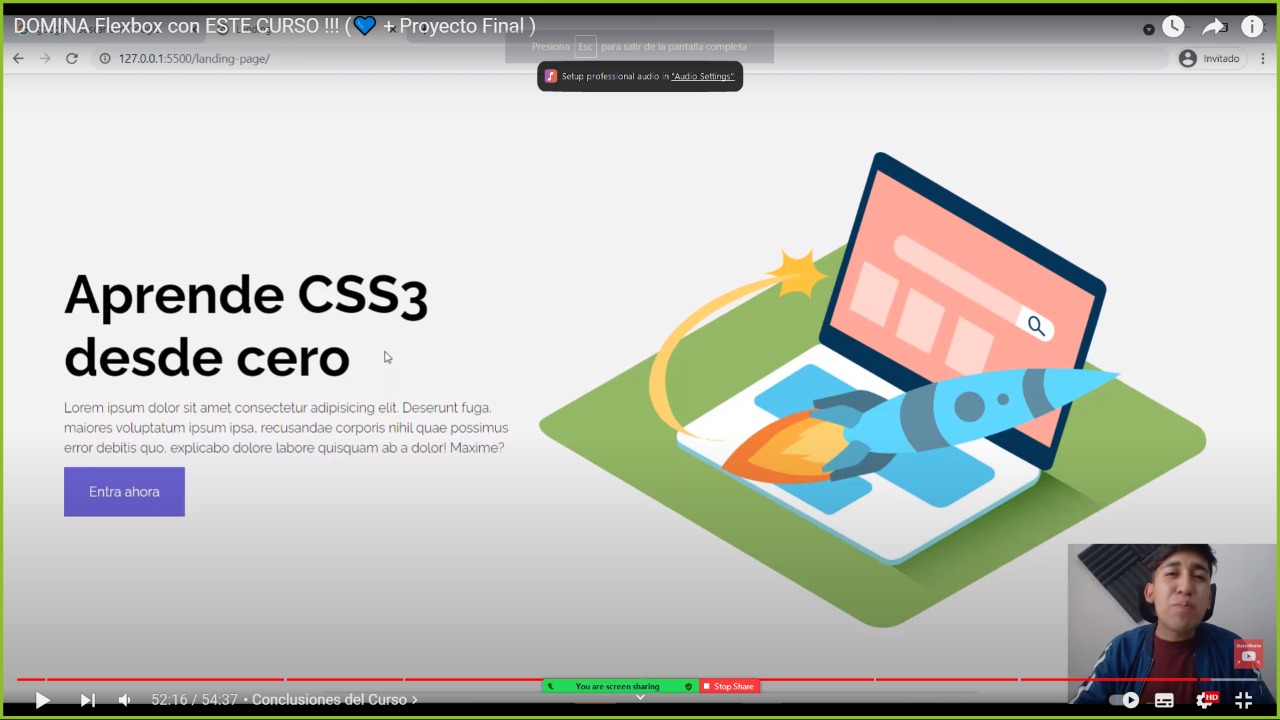 DOMINA Flexbox con ESTE CURSO !!! (💙 + Proyecto Final )
Presiona Esc para salir de la pantalla completa
127.0.0.1:5500/landing-page/
Invitado
Setup professional audio in "Audio Settings"
Aprende CSS3
desde cero
Lorem ipsum dolor sit amet consectetur adipisicing elit. Deserunt fuga,
maiores voluptatum ipsum ipsa, recusandae corporis nihil quae possimus
error debitis quo, explicabo dolore labore quisquam ab a dolor! Maxime?
Entra ahora
Suscríbete
You are screen sharing
Stop Share
52:16 / 54:37 • Conclusiones del Curso
HD